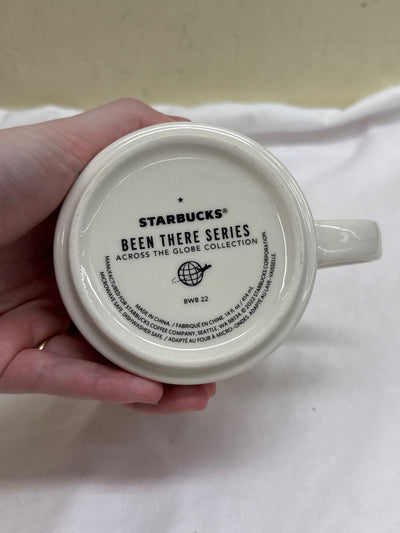 STARBUCKS®
BEEN THERE SERIES
ACROSS THE GLOBE COLLECTION
BWB 22
MADE IN CHINA. / FABRIQUÉ EN CHINE. 14 fl. oz / 414 mL
MANUFACTURED FOR STARBUCKS COFFEE COMPANY, SEATTLE, WA 98134. © 2022 STARBUCKS CORPORATION.
MICROWAVE SAFE. DISHWASHER SAFE. / ADAPTÉ AU FOUR À MICRO-ONDES. ADAPTÉ AU LAVE-VAISSELLE.